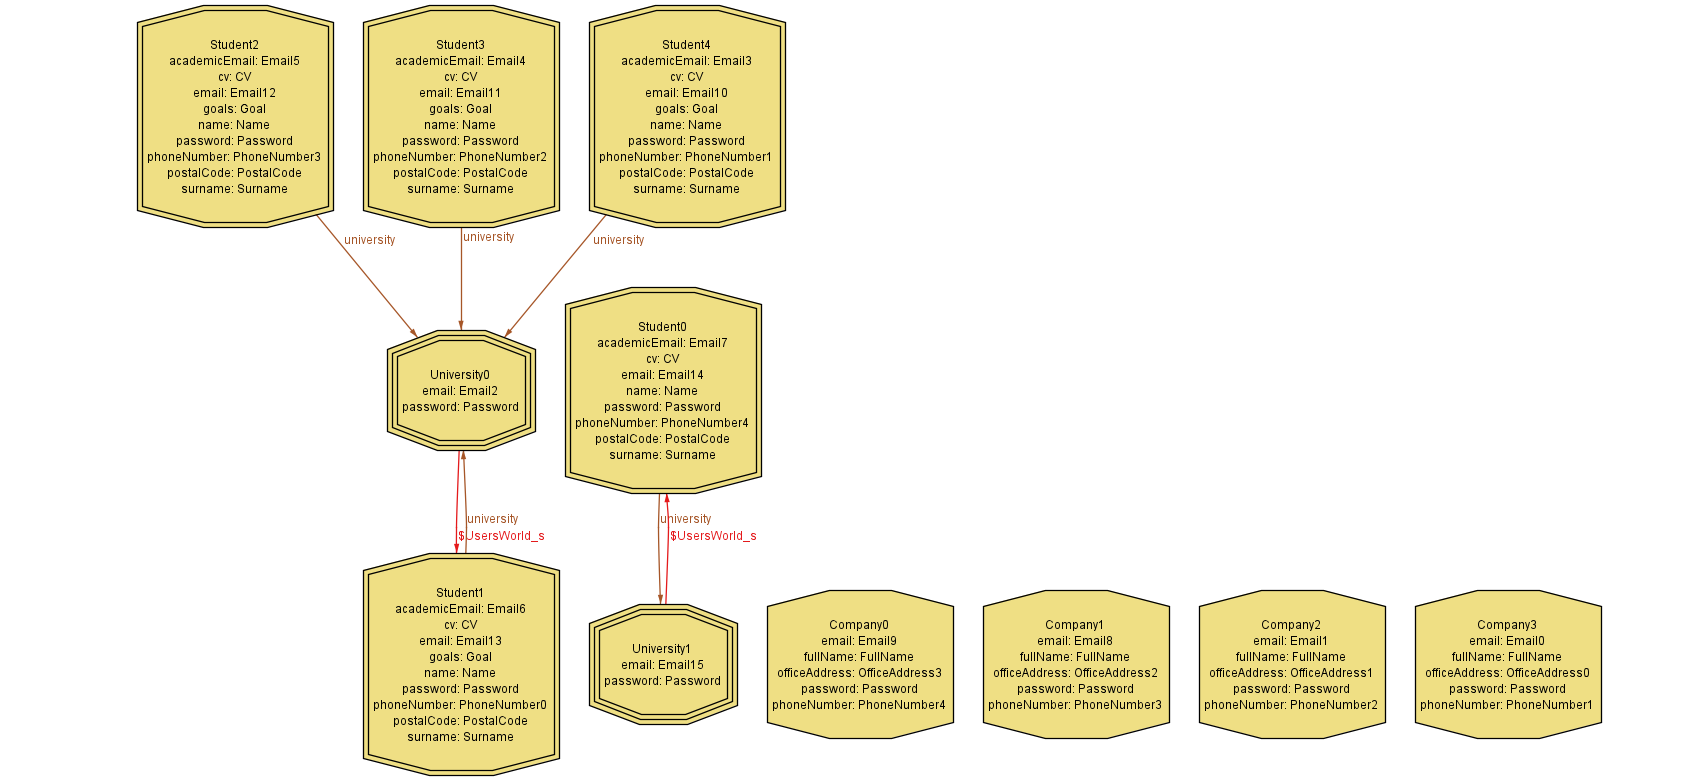 Student2
academicEmail: Email5
cv: CV
email: Email12
goals: Goal
name: Name
password: Password
phoneNumber: PhoneNumber3
postalCode: PostalCode
surname: Surname
Student3
academicEmail: Email4
cv: CV
email: Email11
goals: Goal
name: Name
password: Password
phoneNumber: PhoneNumber2
postalCode: PostalCode
surname: Surname
Student4
academicEmail: Email3
cv: CV
email: Email10
goals: Goal
name: Name
password: Password
phoneNumber: PhoneNumber1
postalCode: PostalCode
surname: Surname
university
university
university
University0
email: Email2
password: Password
Student0
academicEmail: Email7
cv: CV
email: Email14
name: Name
password: Password
phoneNumber: PhoneNumber4
postalCode: PostalCode
surname: Surname
university
$UsersWorld_s
university
$UsersWorld_s
Student1
academicEmail: Email6
cv: CV
email: Email13
goals: Goal
name: Name
password: Password
phoneNumber: PhoneNumber0
postalCode: PostalCode
surname: Surname
University1
email: Email15
password: Password
Company0
email: Email9
fullName: FullName
officeAddress: OfficeAddress3
password: Password
phoneNumber: PhoneNumber4
Company1
email: Email8
fullName: FullName
officeAddress: OfficeAddress2
password: Password
phoneNumber: PhoneNumber3
Company2
email: Email1
fullName: FullName
officeAddress: OfficeAddress1
password: Password
phoneNumber: PhoneNumber2
Company3
email: Email0
fullName: FullName
officeAddress: OfficeAddress0
password: Password
phoneNumber: PhoneNumber1